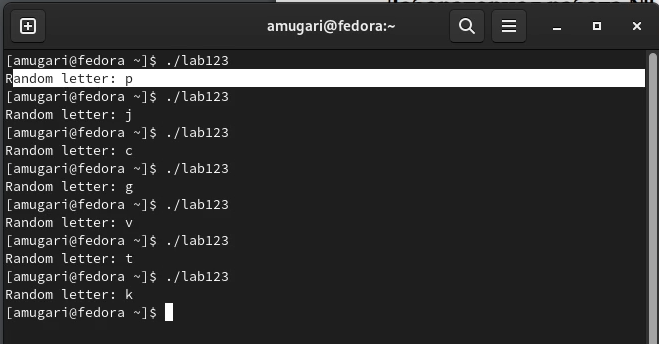 amugari@fedora:~
[amugari@fedora ~]$ ./lab123
Random letter: p
[amugari@fedora ~]$ ./lab123
Random letter: j
[amugari@fedora ~]$ ./lab123
Random letter: c
[amugari@fedora ~]$ ./lab123
Random letter: g
[amugari@fedora ~]$ ./lab123
Random letter: v
[amugari@fedora ~]$ ./lab123
Random letter: t
[amugari@fedora ~]$ ./lab123
Random letter: k
[amugari@fedora ~]$